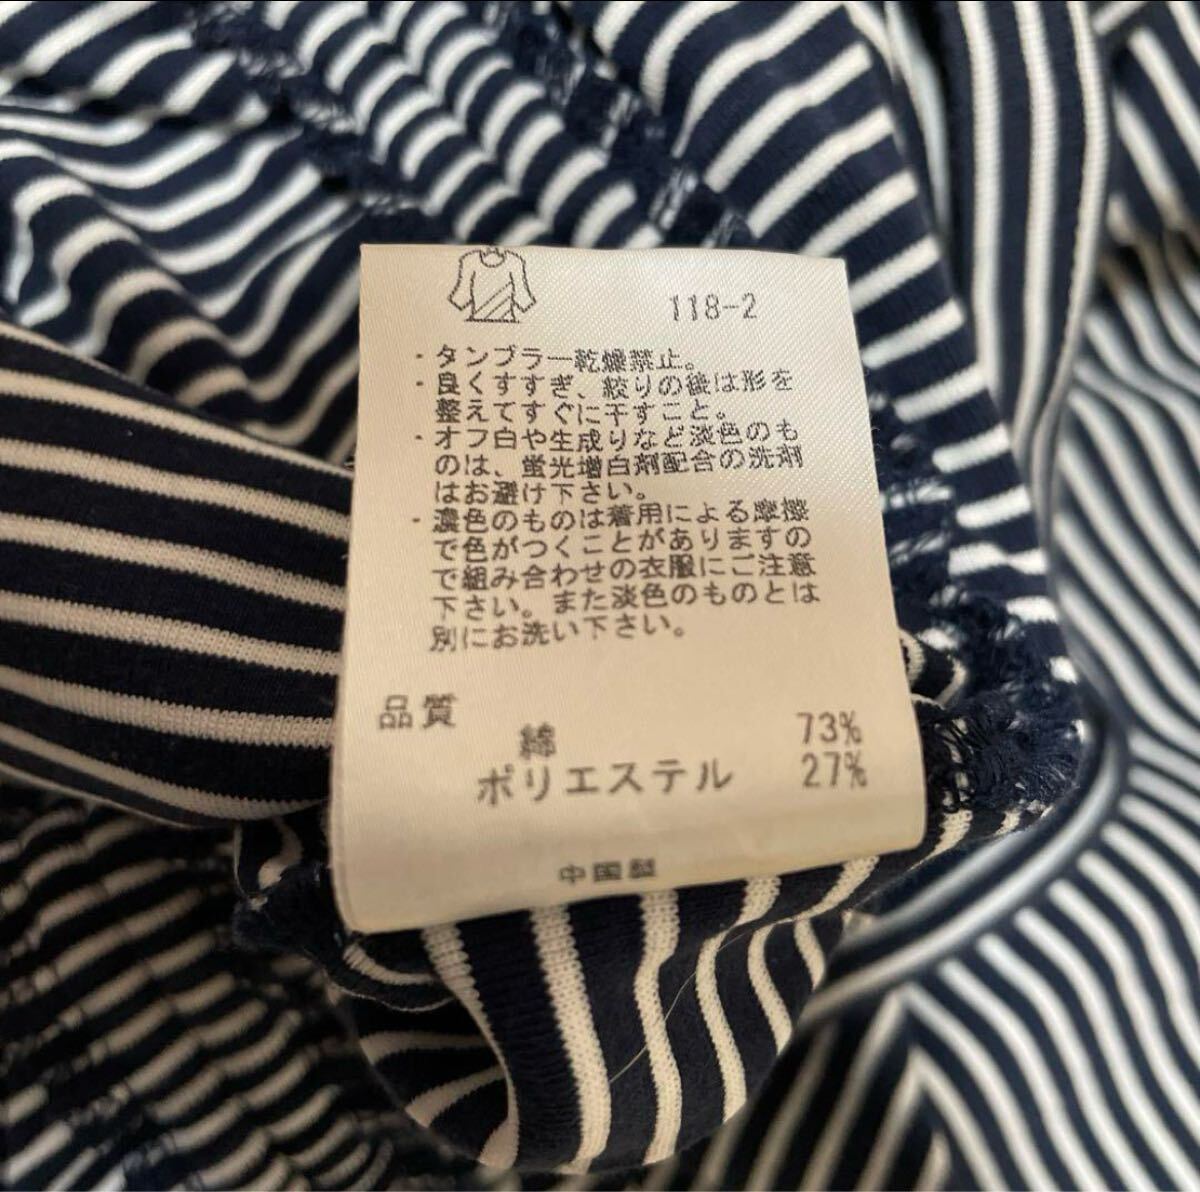 118-2
・タンブラー乾燥禁止。
・良くすすぎ、絞りの後は形を
整えてすぐに干すこと。
・オフ白や生成りなど淡色のも
のは、蛍光増白剤配合の洗剤
はお避け下さい。
・濃色のものは着用による摩擦
で色がつくことがありますの
で組み合わせの衣服にご注意
下さい。また淡色のものとは
別にお洗い下さい。
品質
綿 73%
ポリエステル 27%
中国製